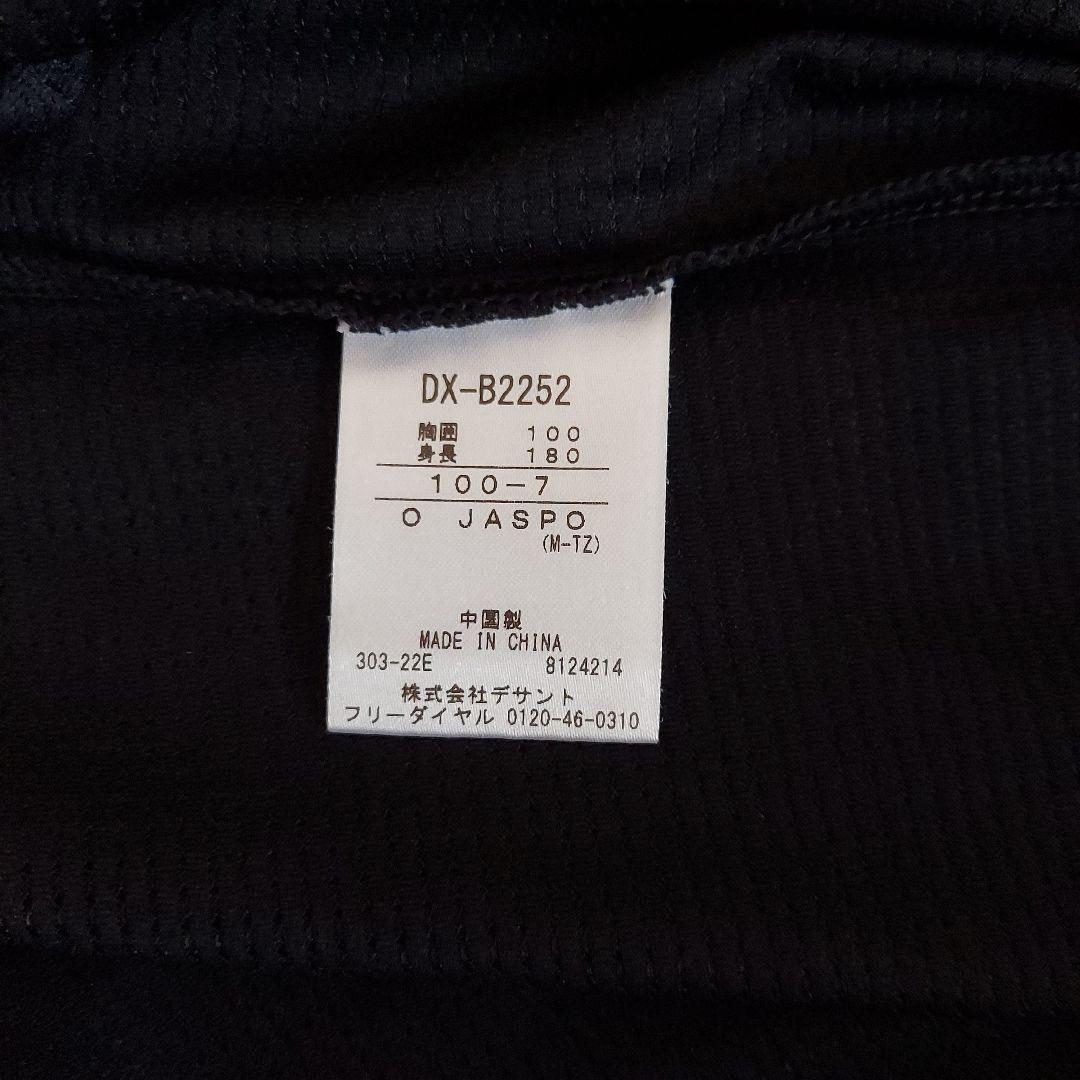 DX-B2252
胸囲 100
身長 180
100-7
O JASPO
(M-TZ)
中国製
MADE IN CHINA
303-22E 8124214
株式会社デサント
フリーダイヤル 0120-46-0310